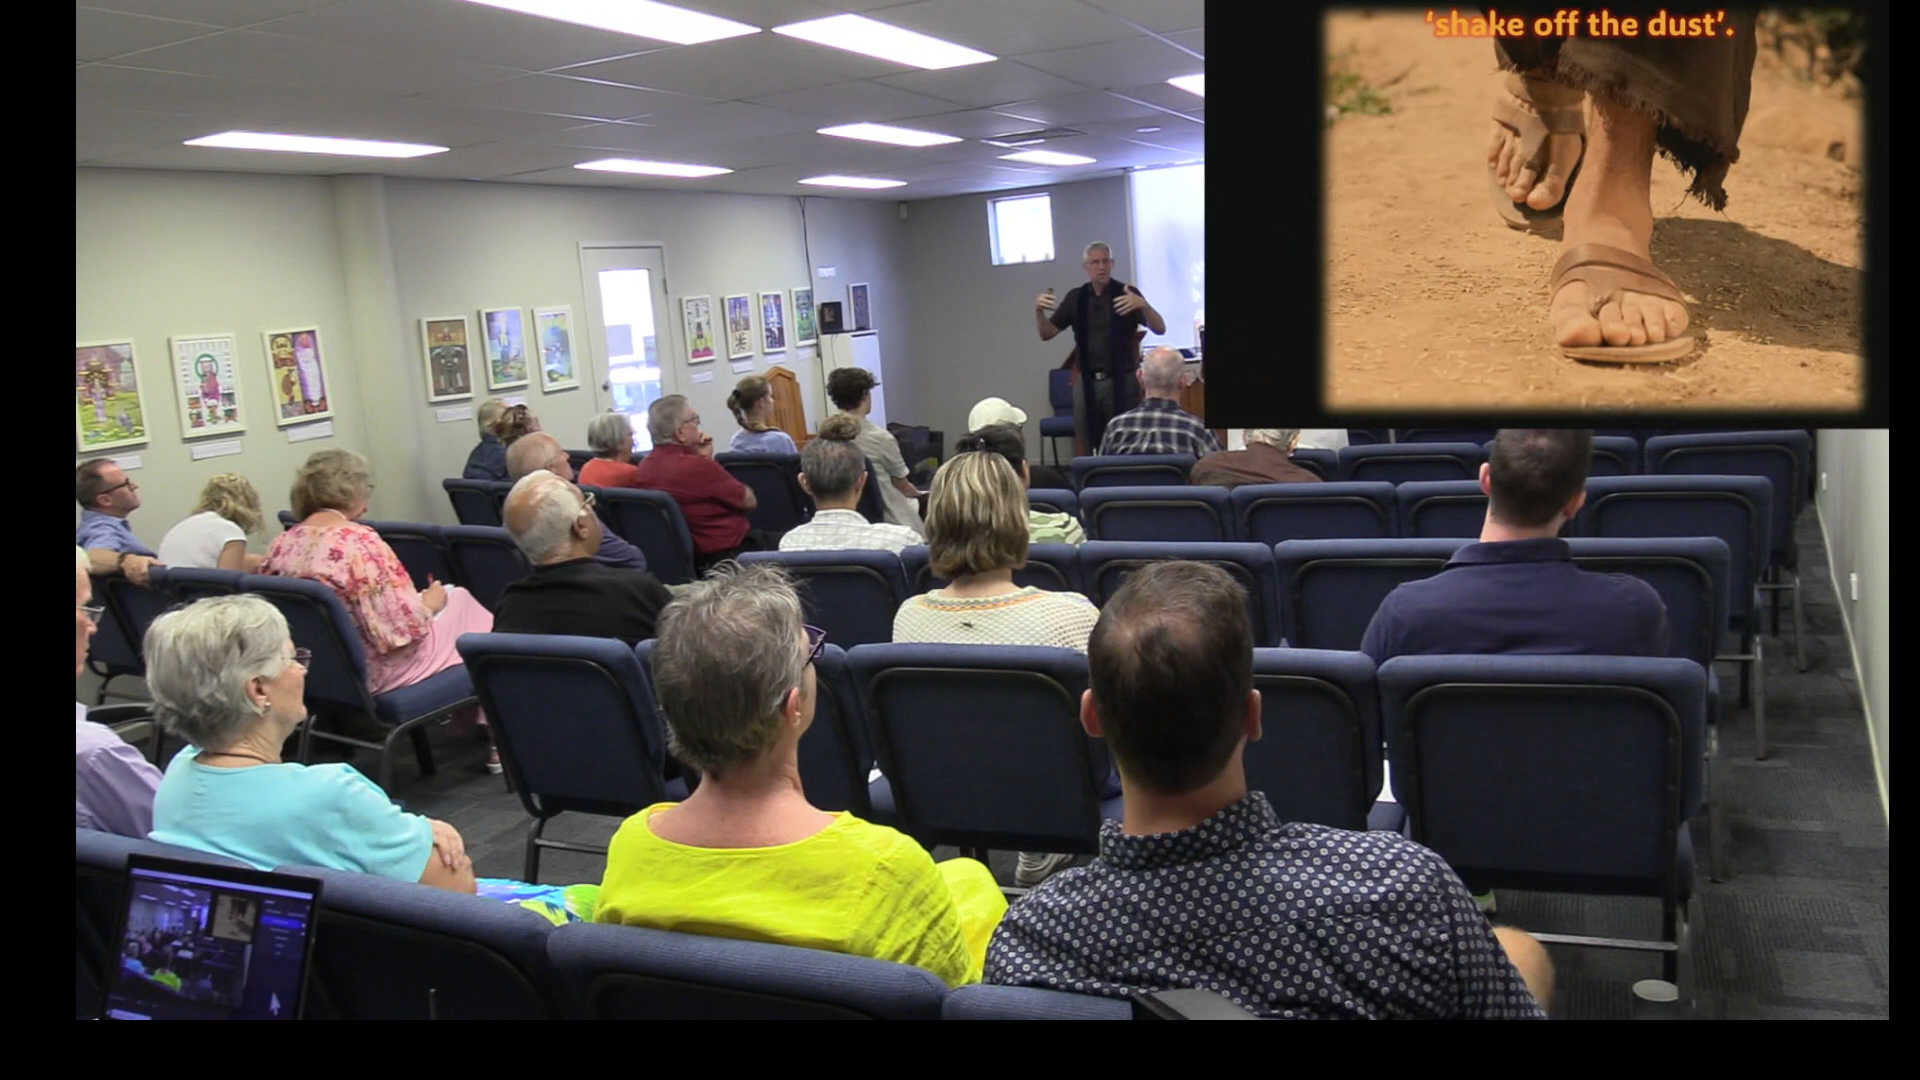 ‘shake off the dust’.